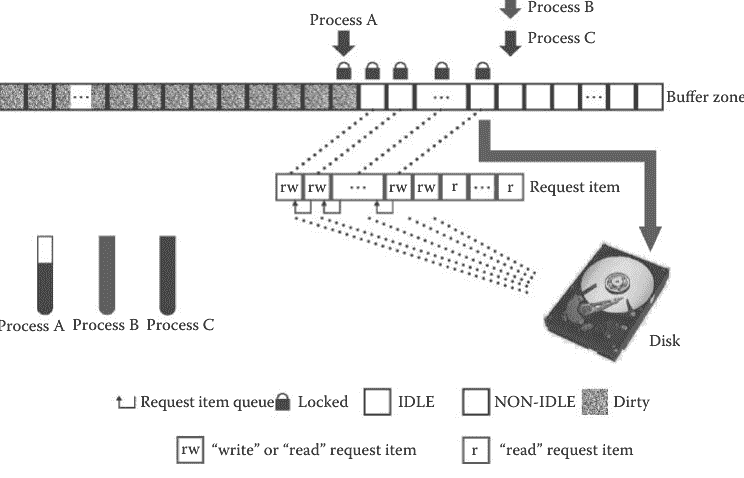 Process B
Process A
Process C
... ...
... Buffer zone
rw rw ... rw rw r ... r Request item
Process A Process B Process C
Disk
Request item queue Locked IDLE NON-IDLE Dirty
rw "write" or "read" request item r "read" request item